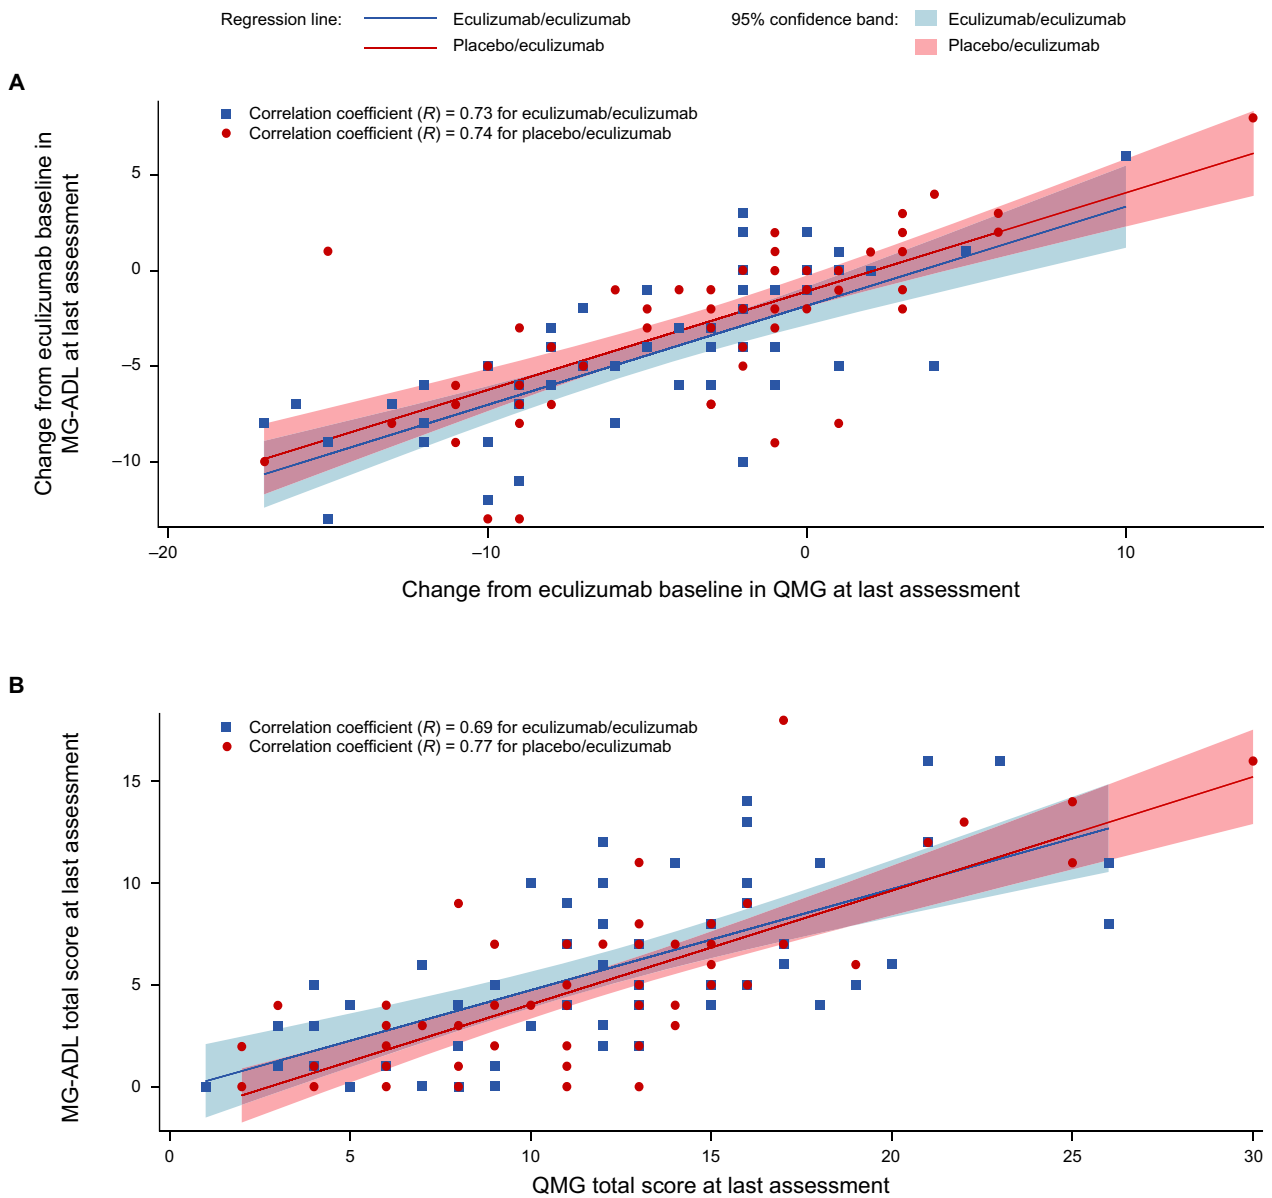 Regression line: Eculizumab/eculizumab 95% confidence band: Eculizumab/eculizumab
Placebo/eculizumab Placebo/eculizumab
A
Correlation coefficient (R) = 0.73 for eculizumab/eculizumab
Correlation coefficient (R) = 0.74 for placebo/eculizumab
Change from eculizumab baseline in
MG-ADL at last assessment
5
0
–5
–10
–20 –10 0 10
Change from eculizumab baseline in QMG at last assessment
B
Correlation coefficient (R) = 0.69 for eculizumab/eculizumab
Correlation coefficient (R) = 0.77 for placebo/eculizumab
MG-ADL total score at last assessment
15
10
5
0
0 5 10 15 20 25 30
QMG total score at last assessment